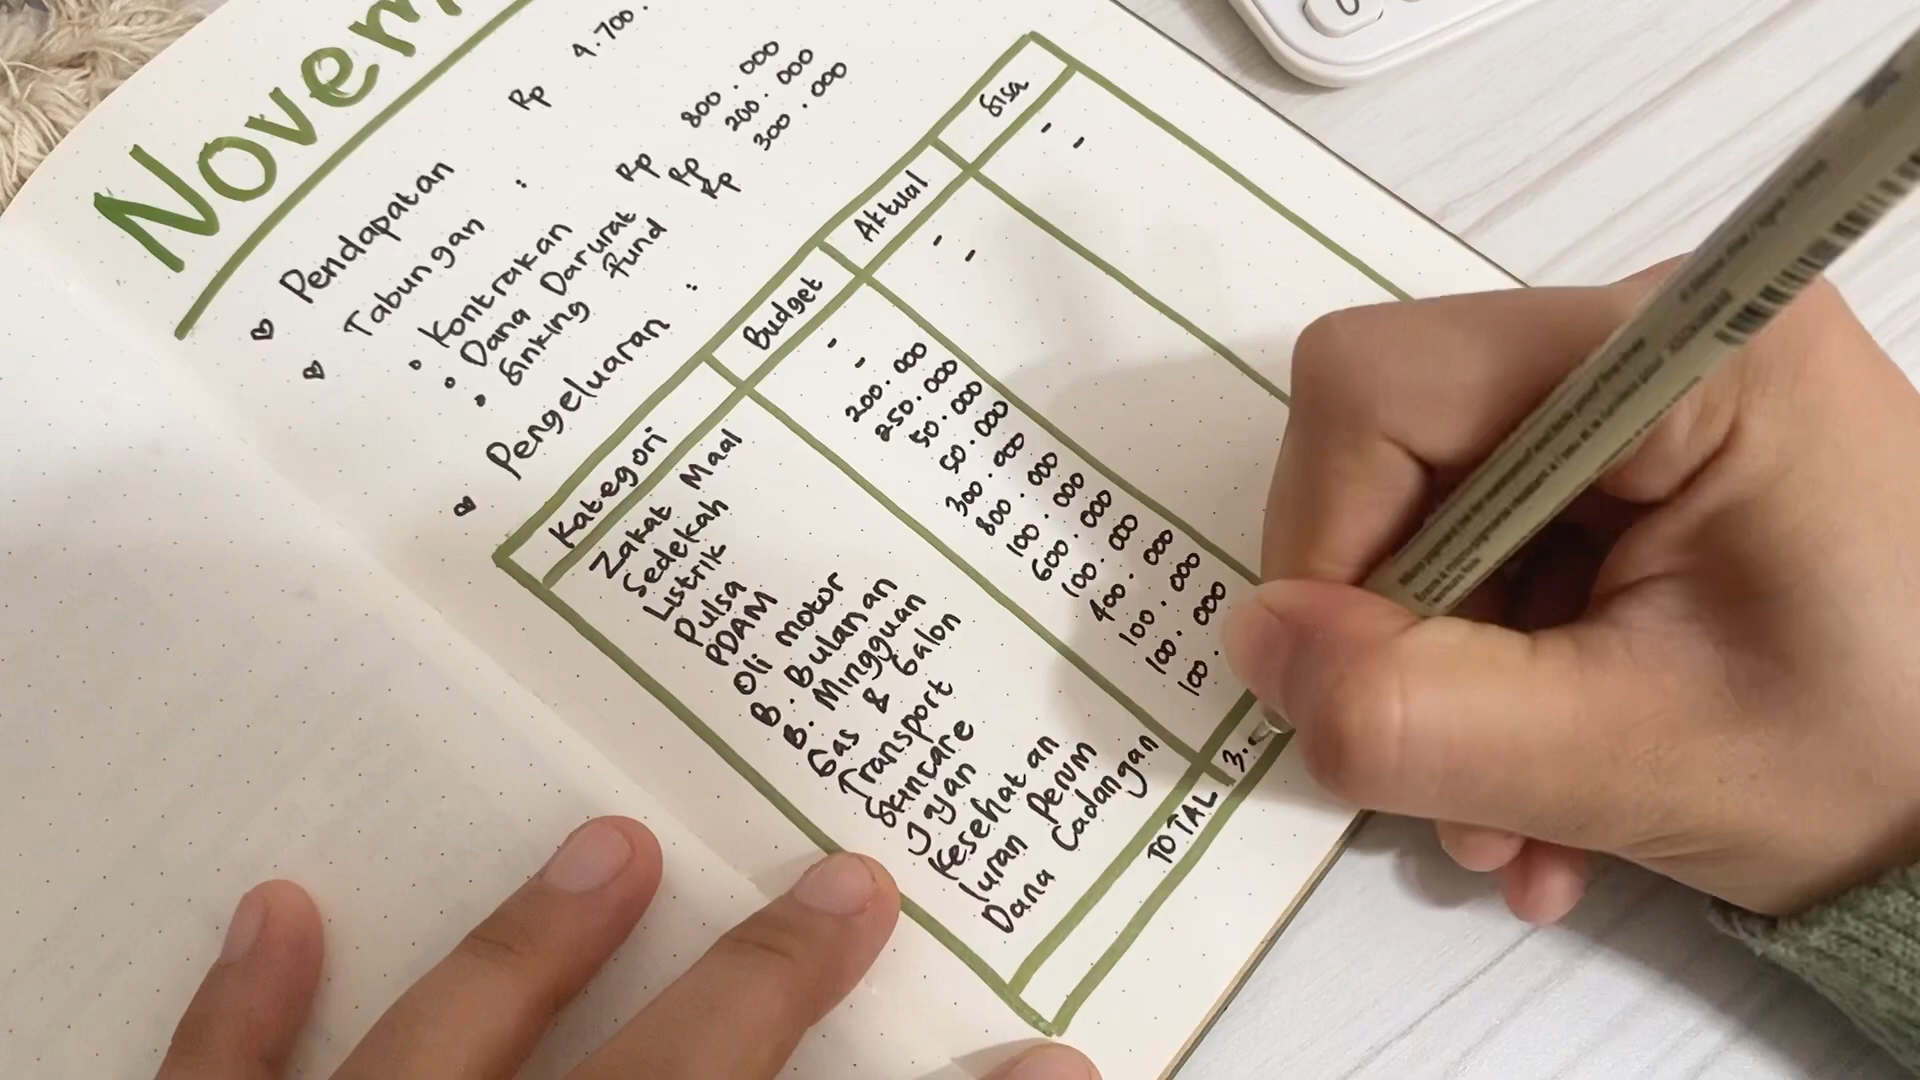 Novem
Pendapatan Rp 4.700.
Tabungan :
• Kontrakan Rp 800.000
• Dana Darurat Rp 200.000
• Sinking Fund Rp 300.000
Pengeluaran :
Kategori Budget Aktual Sisa
Zakat Maal - - -
Sedekah - - -
Listrik 200.000
Pulsa 250.000
PDAM 50.000
Oli Motor 50.000
B. Bulanan 300.000
B. Mingguan 800.000
Gas & Galon 100.000
Transport 600.000
Skincare 100.000
Jajan 400.000
Kesehatan 100.000
Iuran Perum 100.000
Dana Cadangan 100.
TOTAL 3.